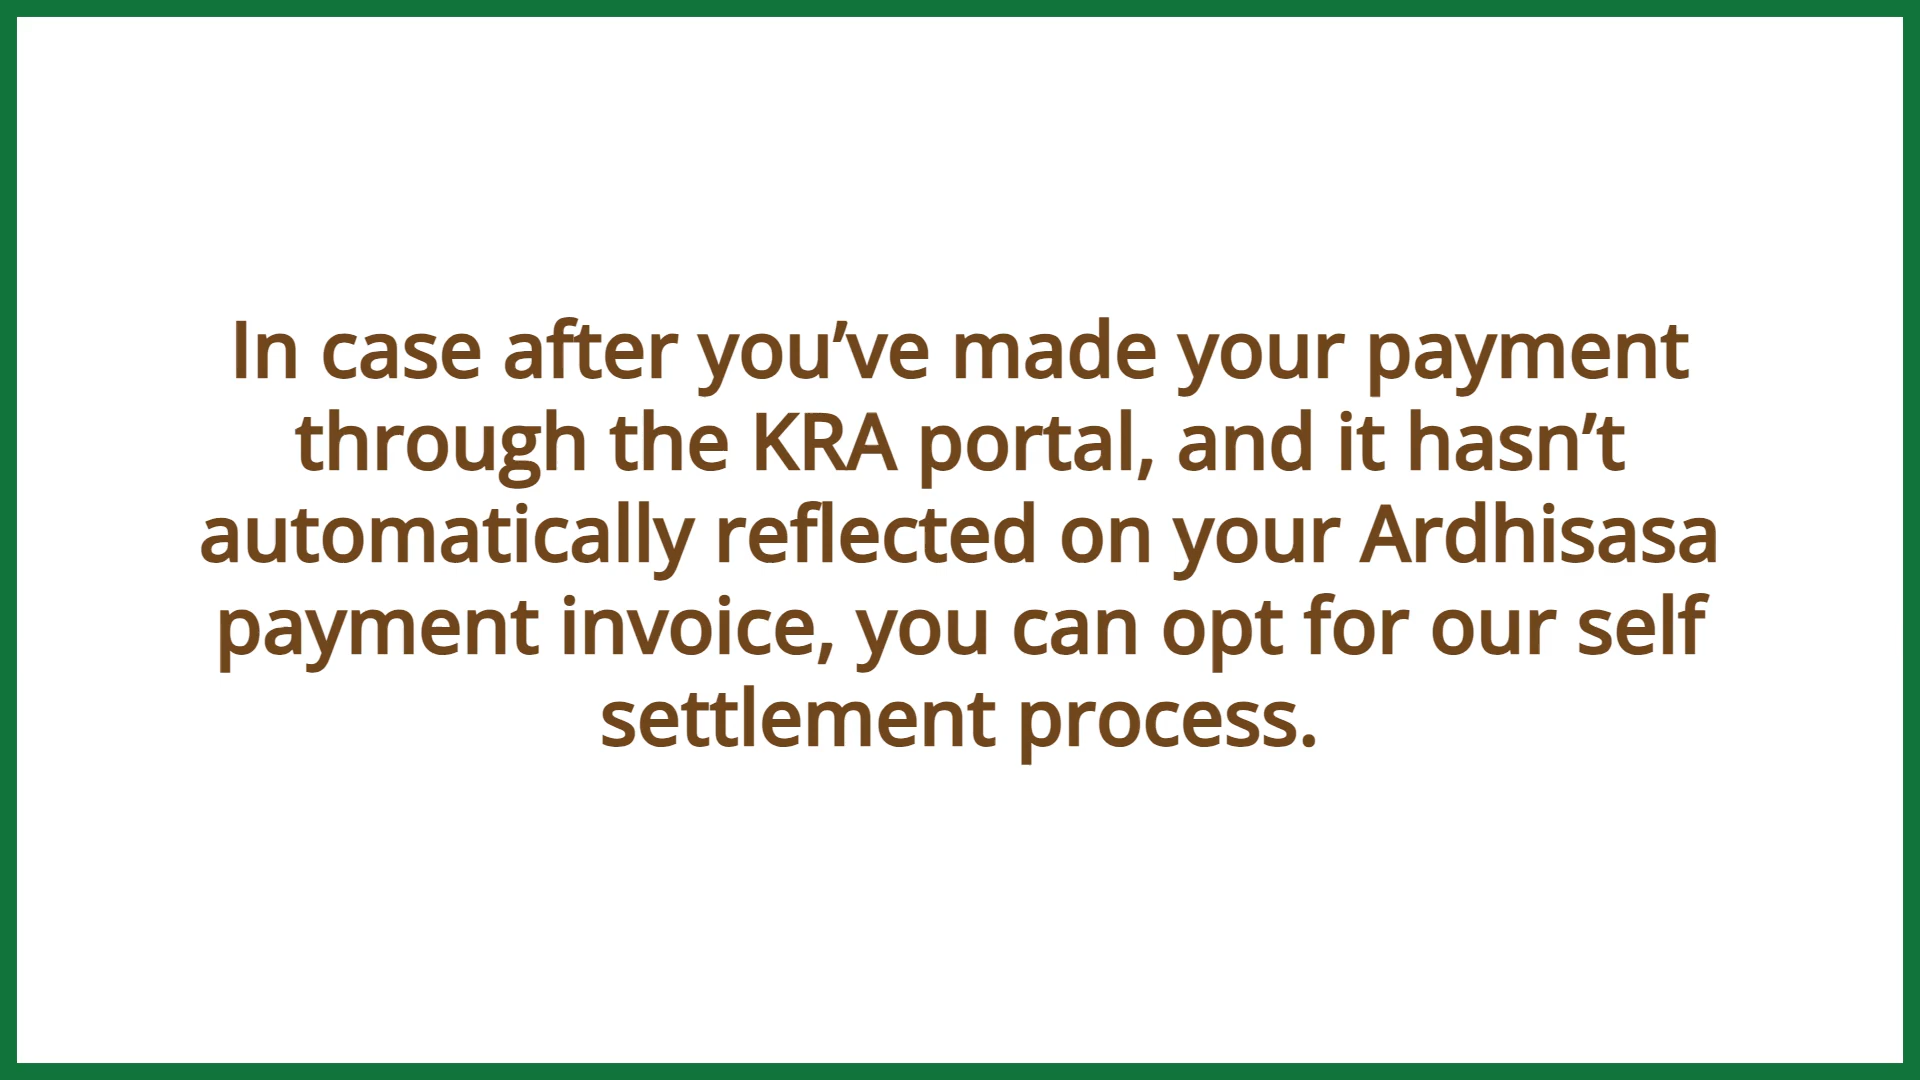 In case after you’ve made your payment
through the KRA portal, and it hasn’t
automatically reflected on your Ardhisasa
payment invoice, you can opt for our self
settlement process.